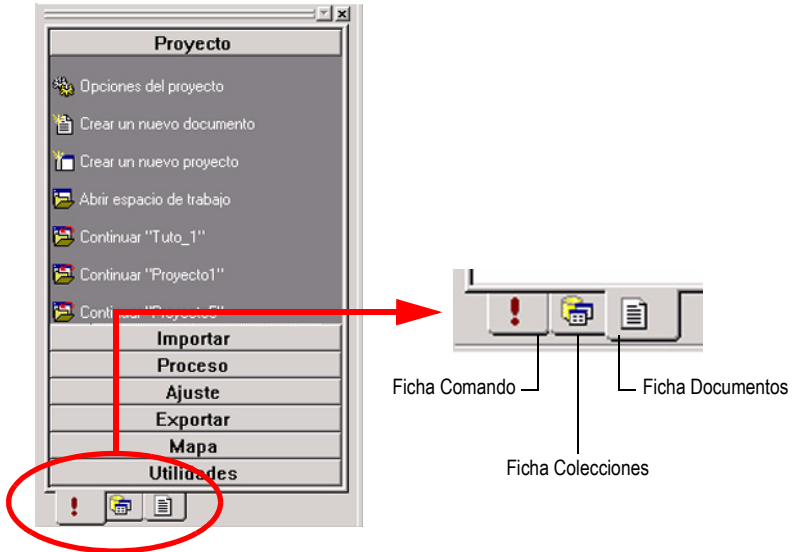 Proyecto
Opciones del proyecto
Crear un nuevo documento
Crear un nuevo proyecto
Abrir espacio de trabajo
Continuar "Tuto_1"
Continuar "Proyecto1"
Continuar
Importar
Proceso
Ajuste
Exportar
Mapa
Utilidades
Ficha Comando
Ficha Documentos
Ficha Colecciones